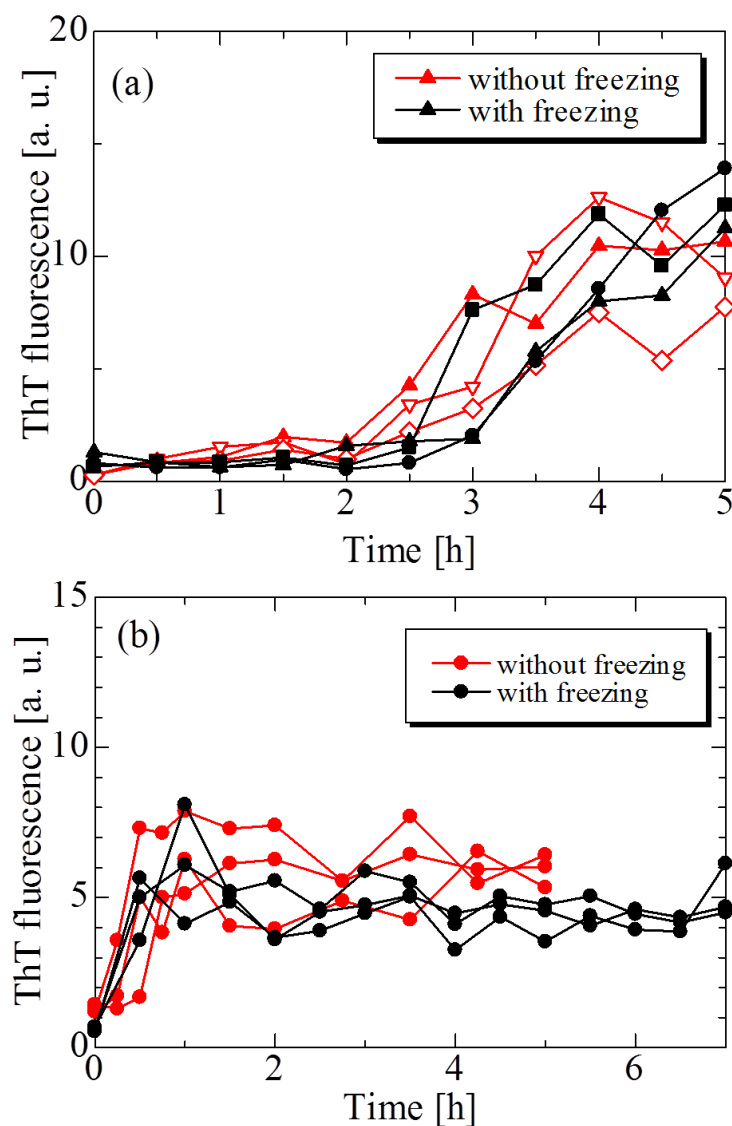 20
(a)
without freezing
with freezing
ThT fluorescence [a. u.]
10
0
0 1 2 3 4 5
Time [h]
15
(b)
without freezing
with freezing
ThT fluorescence [a. u.]
10
5
0
0 2 4 6
Time [h]